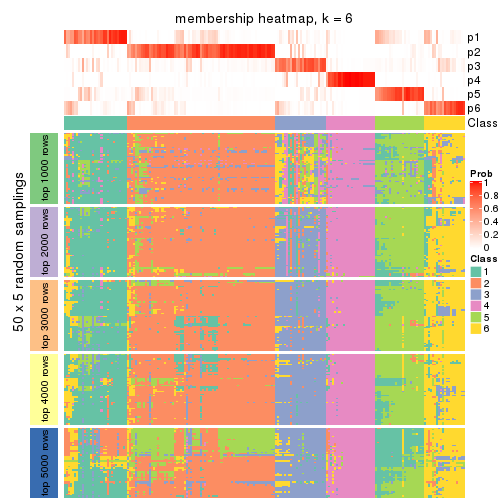 membership heatmap, k = 6
p1
p2
p3
p4
p5
p6
Class
50 x 5 random samplings
top 1000 rows
top 2000 rows
top 3000 rows
top 4000 rows
top 5000 rows
Prob
1
0.8
0.6
0.4
0.2
0
Class
1
2
3
4
5
6